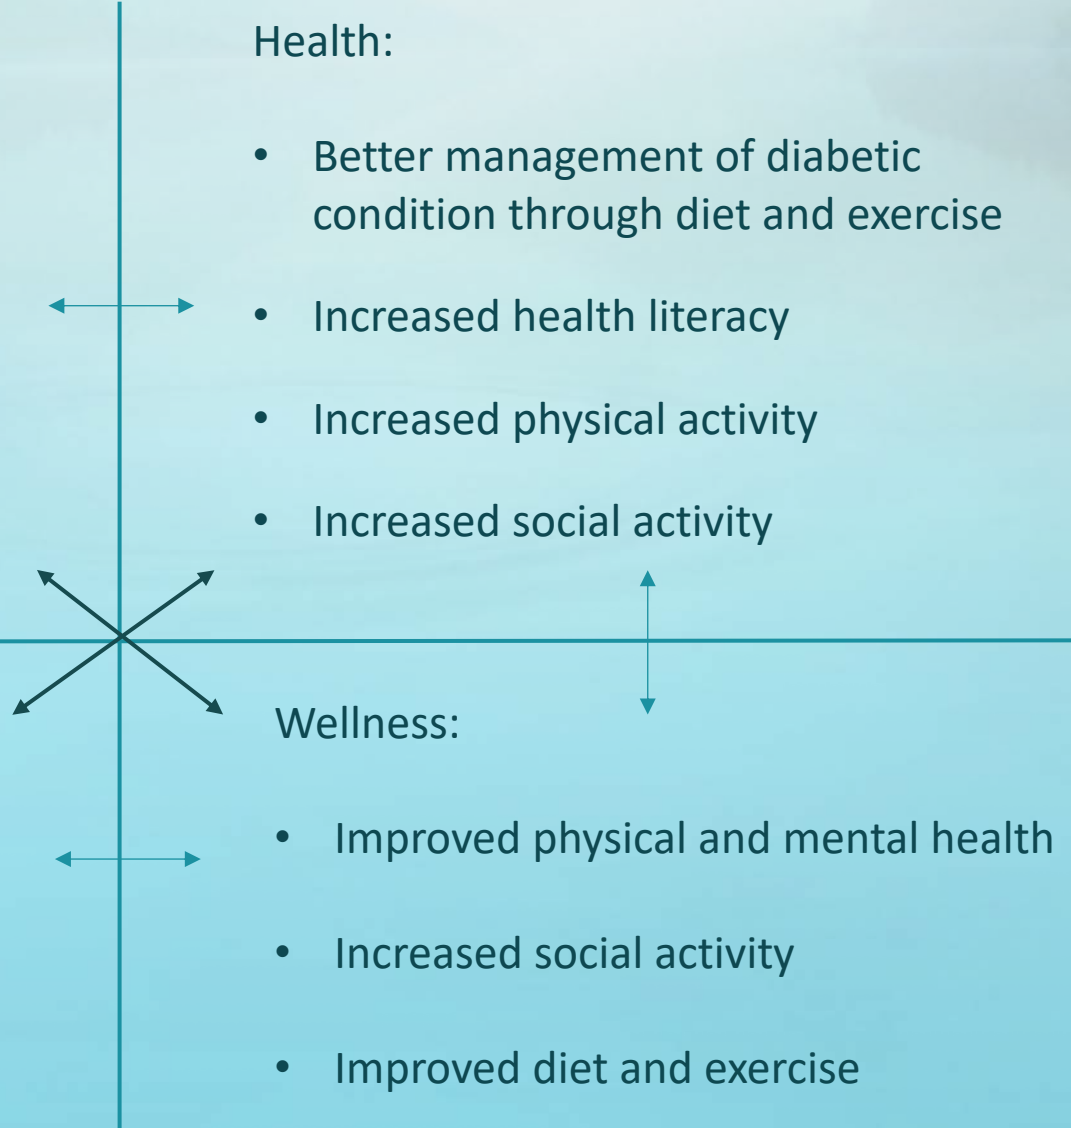 Health:
• Better management of diabetic
condition through diet and exercise
• Increased health literacy
• Increased physical activity
• Increased social activity
Wellness:
• Improved physical and mental health
• Increased social activity
• Improved diet and exercise